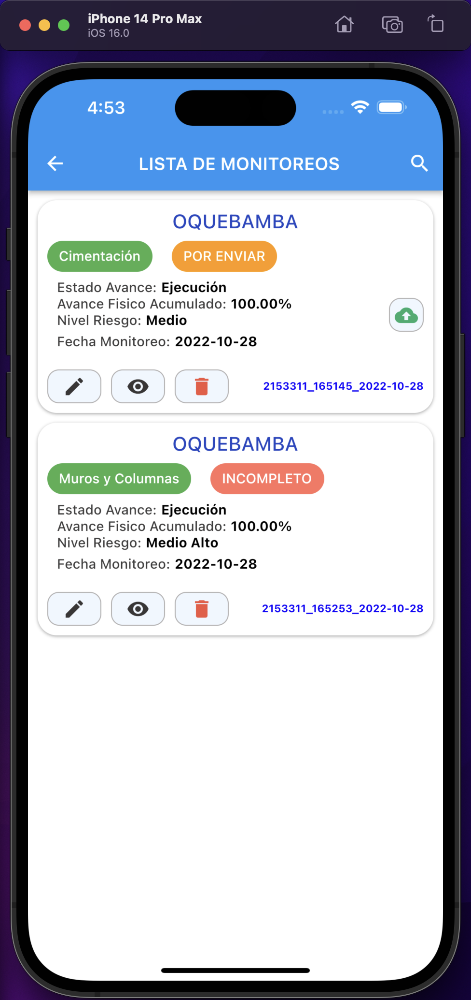 iPhone 14 Pro Max
iOS 16.0
4:53
LISTA DE MONITOREOS
OQUEBAMBA
Cimentación POR ENVIAR
Estado Avance: Ejecución
Avance Fisico Acumulado: 100.00%
Nivel Riesgo: Medio
Fecha Monitoreo: 2022-10-28
2153311_165145_2022-10-28
OQUEBAMBA
Muros y Columnas INCOMPLETO
Estado Avance: Ejecución
Avance Fisico Acumulado: 100.00%
Nivel Riesgo: Medio Alto
Fecha Monitoreo: 2022-10-28
2153311_165253_2022-10-28